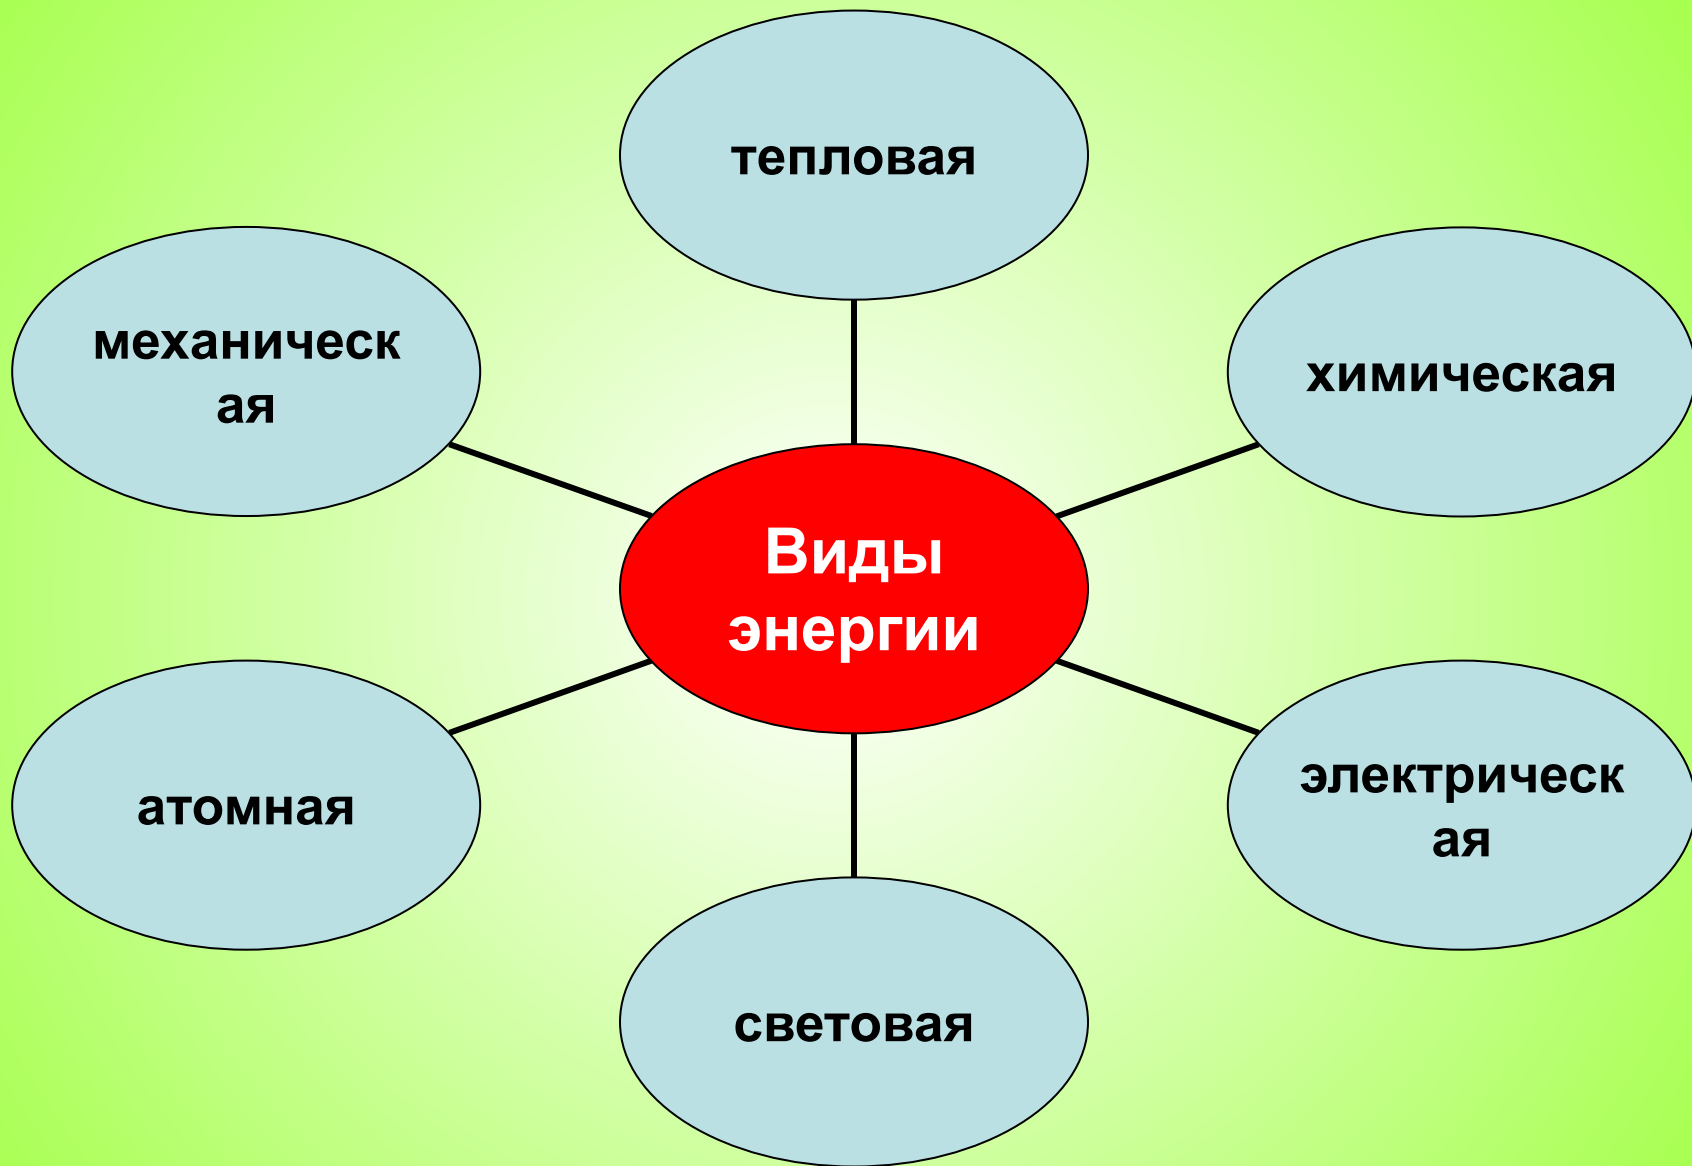 тепловая
механическ
ая
химическая
Виды
энергии
атомная
электрическ
ая
световая